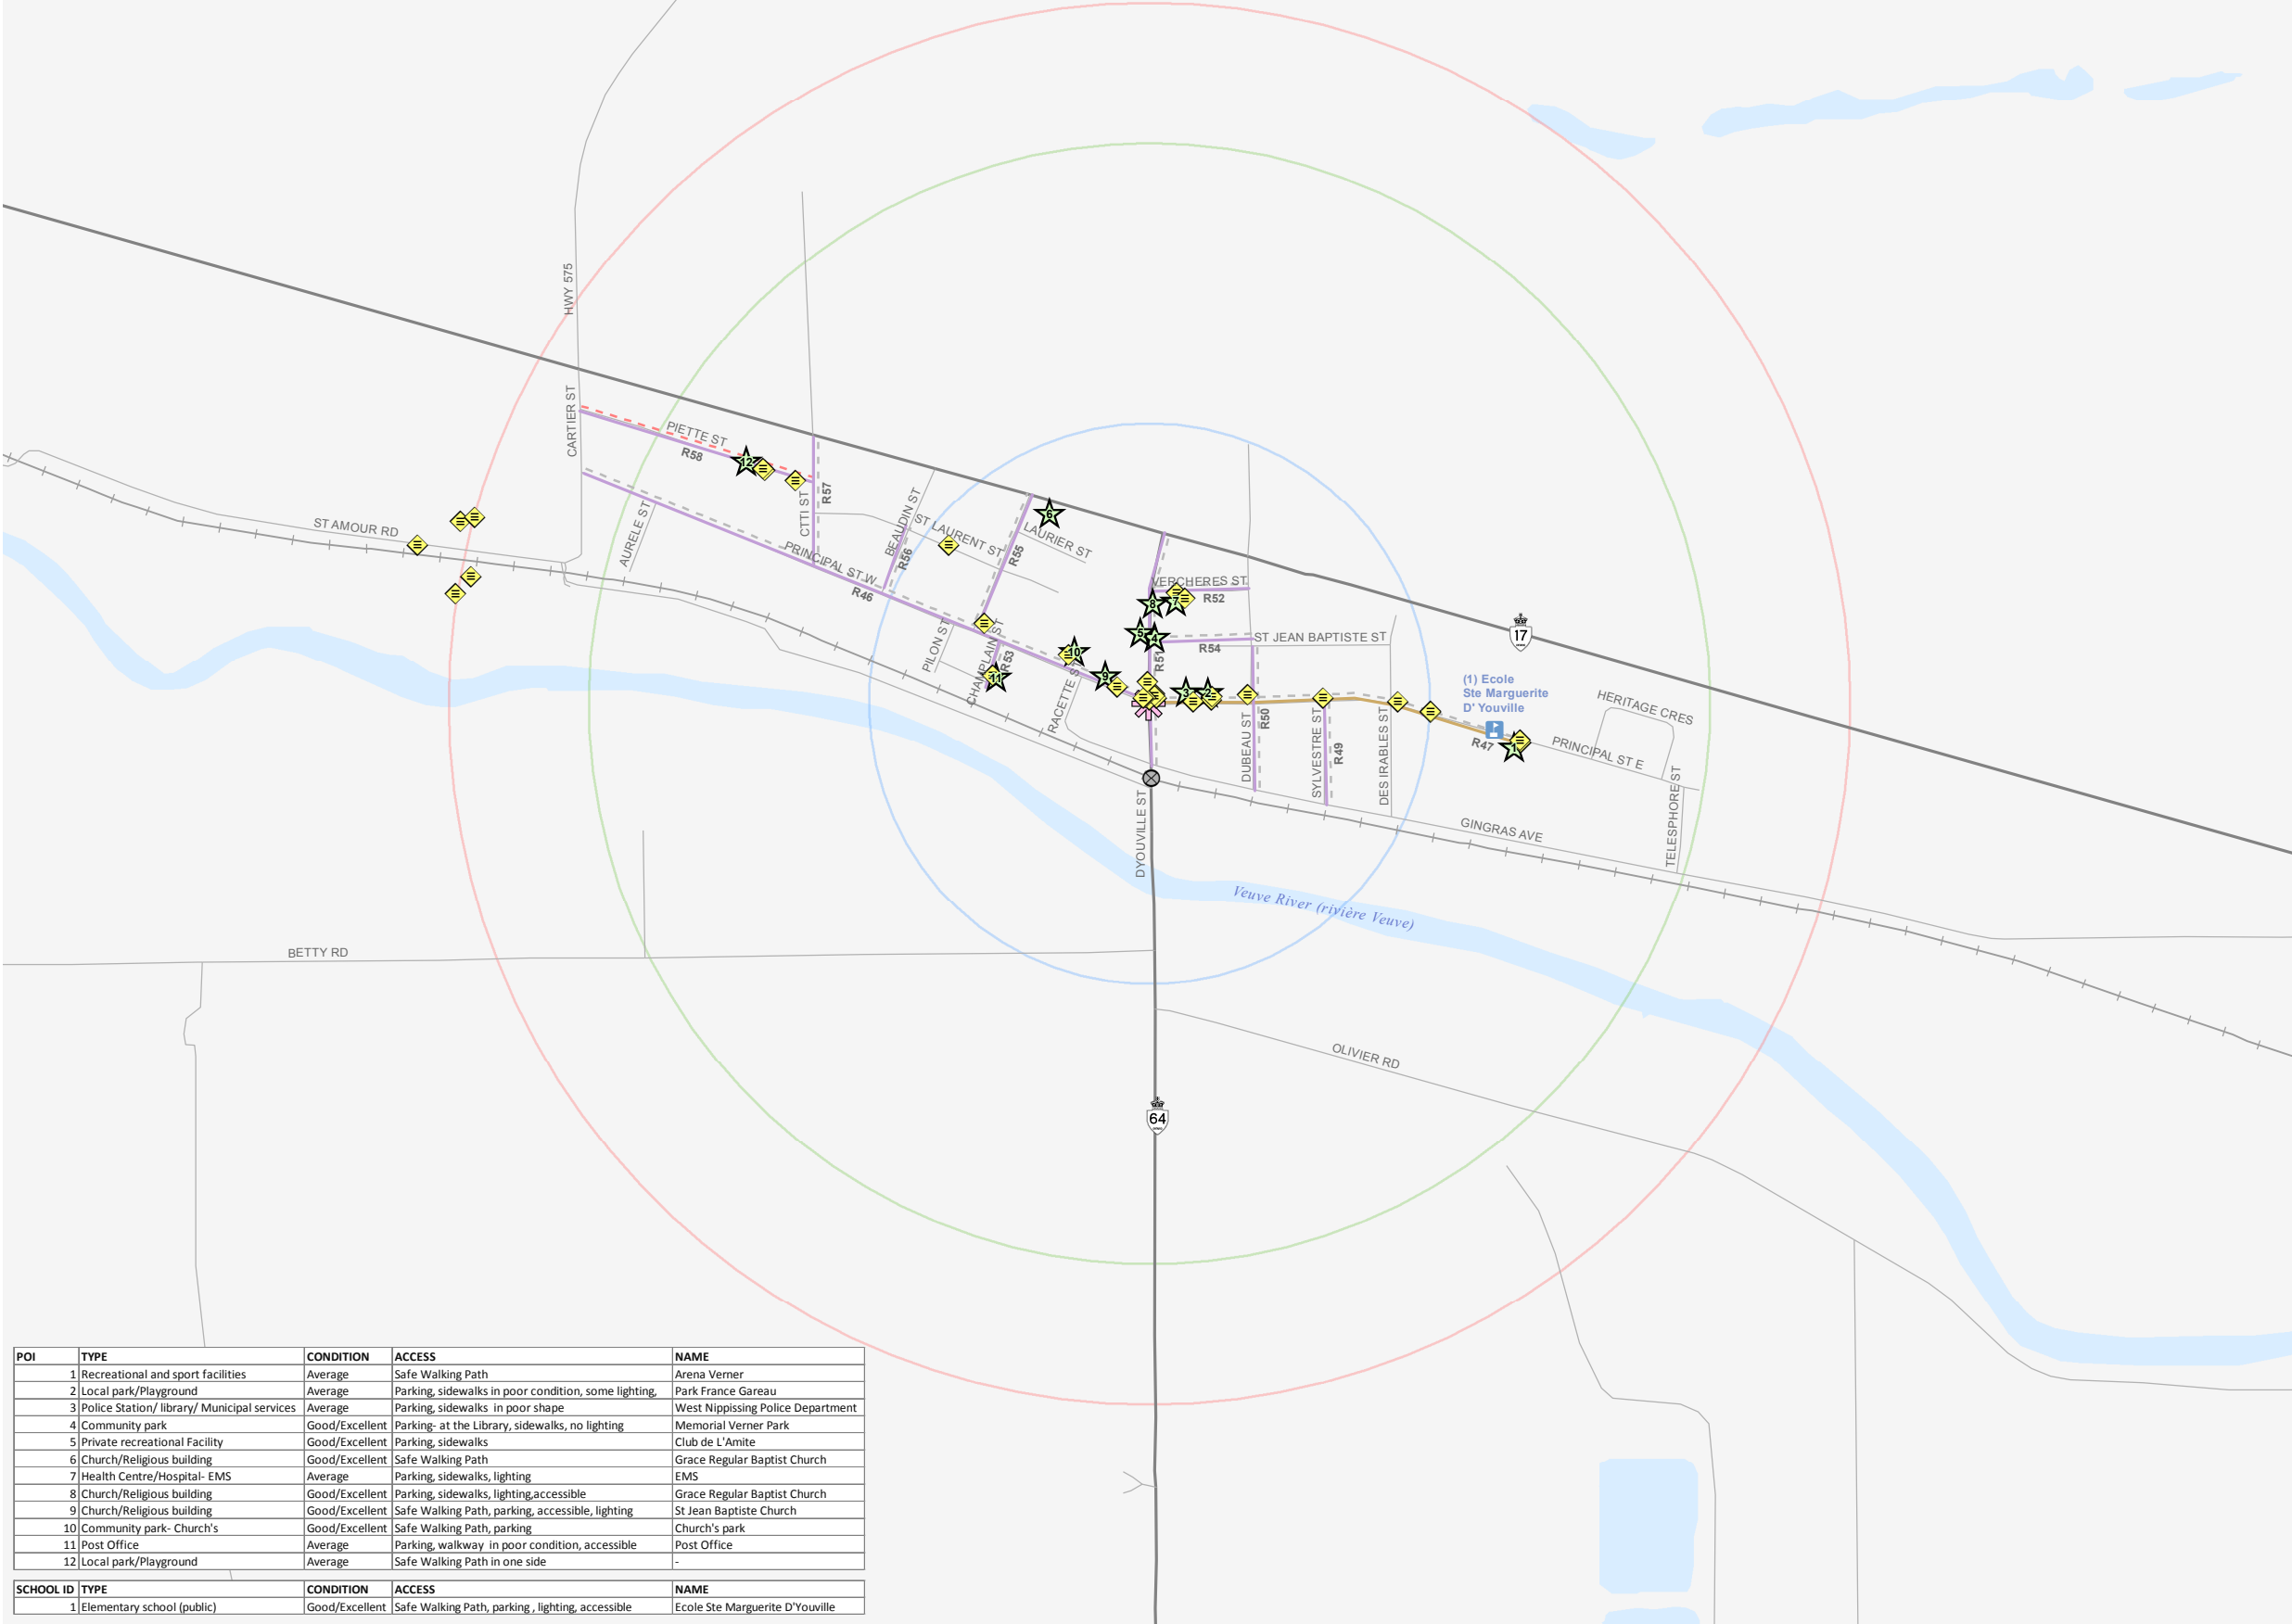 HWY 575
CARTIER ST
PIETTE ST
R58
12
R57
CTTI ST
BEAUDIN ST
R56
ST LAURENT ST
R55
LAURIER ST
6
ST AMOUR RD
AURELE ST
PRINCIPAL ST W
R46
VERCHERES ST
R52
8
7
5
4
ST JEAN BAPTISTE ST
R54
R51
17
PILON ST
CHAMPLAIN ST
R53
11
10
RACETTE ST
9
3
2
(1) Ecole
Ste Marguerite
D' Youville
HERITAGE CRES
R47
1
PRINCIPAL ST E
DUBEAU ST
R50
SYLVESTRE ST
R49
DES IRABLES ST
TELESPHORE ST
DYOUVILLE ST
GINGRAS AVE
Veuve River (rivière Veuve)
BETTY RD
OLIVIER RD
64
POI TYPE CONDITION ACCESS NAME
1 Recreational and sport facilities Average Safe Walking Path Arena Verner
2 Local park/Playground Average Parking, sidewalks in poor condition, some lighting, Park France Gareau
3 Police Station/ library/ Municipal services Average Parking, sidewalks in poor shape West Nippissing Police Department
4 Community park Good/Excellent Parking- at the Library, sidewalks, no lighting Memorial Verner Park
5 Private recreational Facility Good/Excellent Parking, sidewalks Club de L'Amite
6 Church/Religious building Good/Excellent Safe Walking Path Grace Regular Baptist Church
7 Health Centre/Hospital- EMS Average Parking, sidewalks, lighting EMS
8 Church/Religious building Good/Excellent Parking, sidewalks, lighting,accessible Grace Regular Baptist Church
9 Church/Religious building Good/Excellent Safe Walking Path, parking, accessible, lighting St Jean Baptiste Church
10 Community park- Church's Good/Excellent Safe Walking Path, parking Church's park
11 Post Office Average Parking, walkway in poor condition, accessible Post Office
12 Local park/Playground Average Safe Walking Path in one side -
SCHOOL ID TYPE CONDITION ACCESS NAME
1 Elementary school (public) Good/Excellent Safe Walking Path, parking , lighting, accessible Ecole Ste Marguerite D'Youville